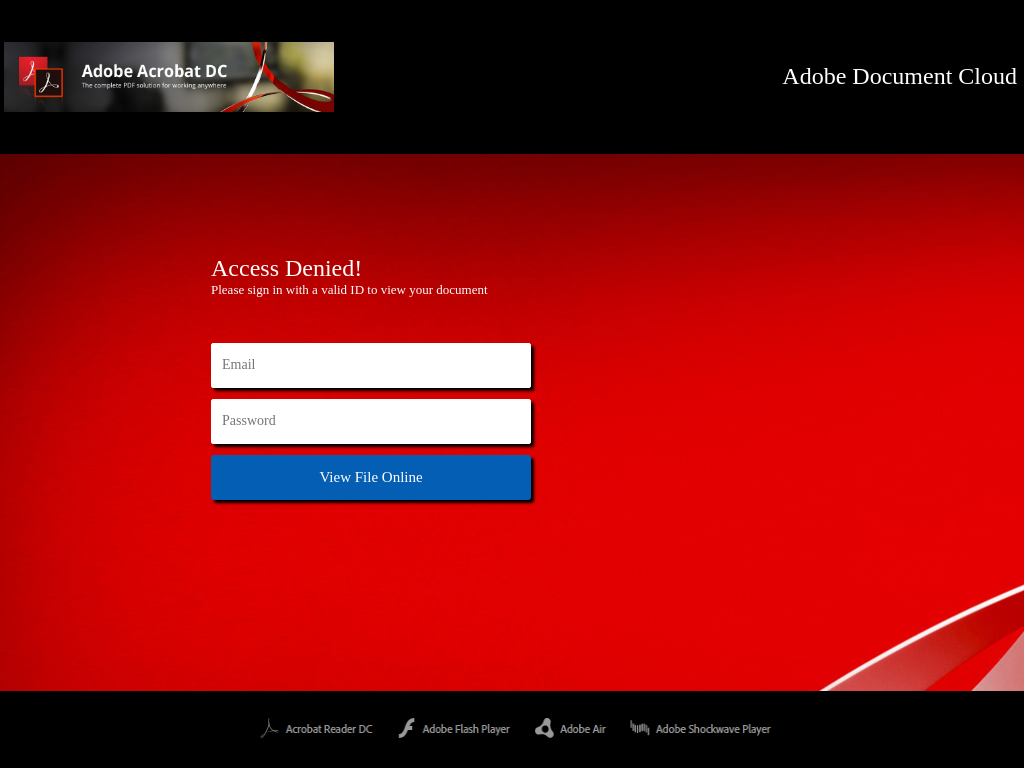 Adobe Acrobat DC
The complete PDF solution for working anywhere
Adobe Document Cloud
Access Denied!
Please sign in with a valid ID to view your document
Email
Password
View File Online
Acrobat Reader DC
Adobe Flash Player
Adobe Air
Adobe Shockwave Player